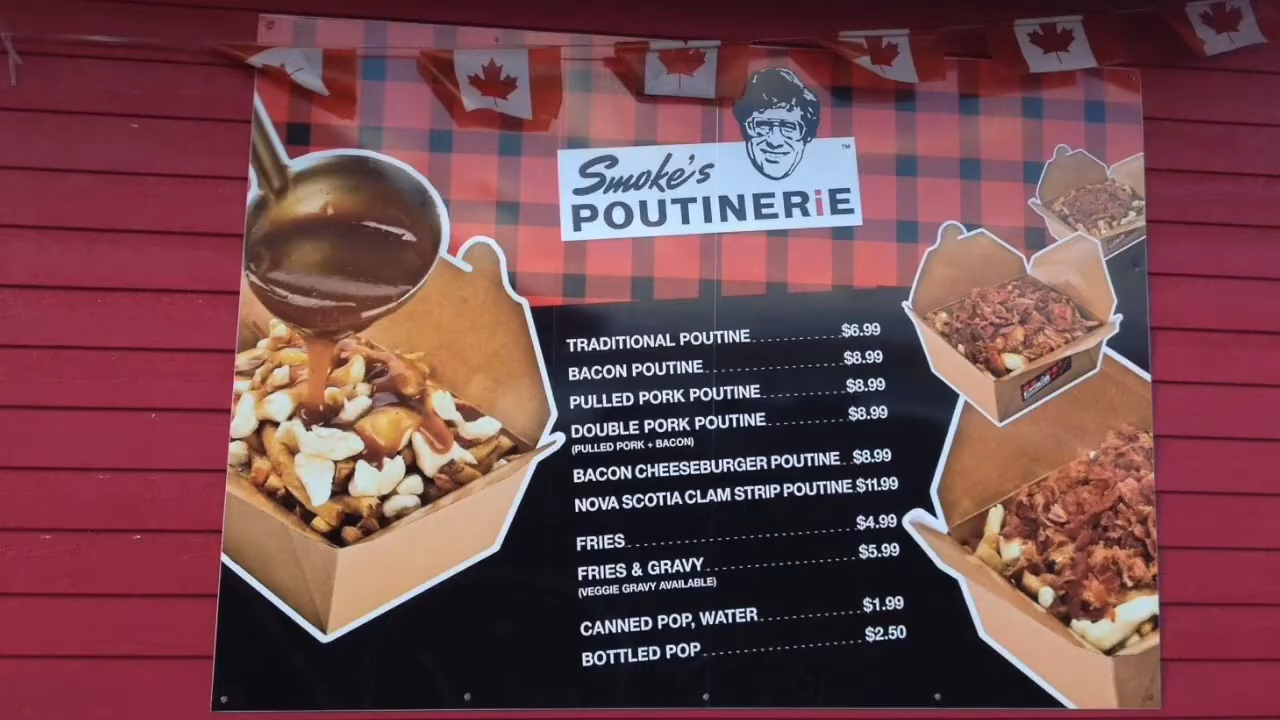 Smoke's
POUTINERiE
™
TRADITIONAL POUTINE $6.99
BACON POUTINE $8.99
PULLED PORK POUTINE $8.99
DOUBLE PORK POUTINE $8.99
(PULLED PORK + BACON)
BACON CHEESEBURGER POUTINE $8.99
NOVA SCOTIA CLAM STRIP POUTINE $11.99
FRIES $4.99
FRIES & GRAVY $5.99
(VEGGIE GRAVY AVAILABLE)
CANNED POP, WATER $1.99
BOTTLED POP $2.50